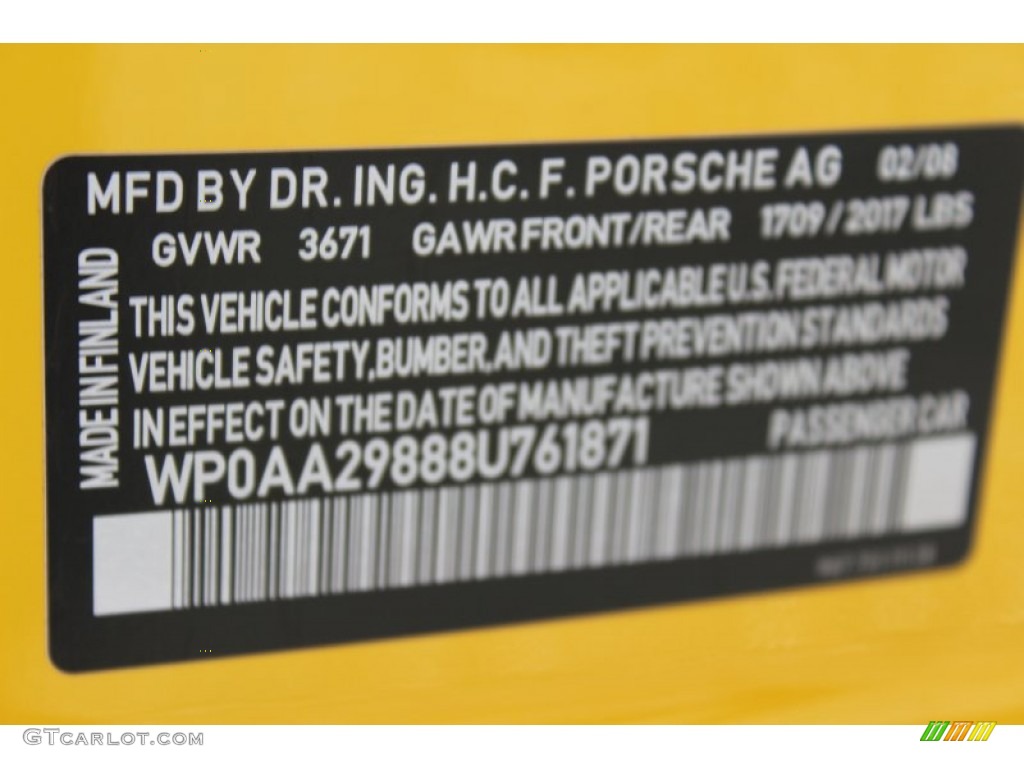 MFD BY DR. ING. H.C. F. PORSCHE AG 02/08
GVWR 3671 GAWR FRONT/REAR 1709/2017 LBS
MADE IN FINLAND
THIS VEHICLE CONFORMS TO ALL APPLICABLE U.S. FEDERAL MOTOR
VEHICLE SAFETY, BUMBER, AND THEFT PREVENTION STANDARDS
IN EFFECT ON THE DATE OF MANUFACTURE SHOWN ABOVE
WP0AA29888U761871 PASSENGER CAR
GTCARLOT.COM